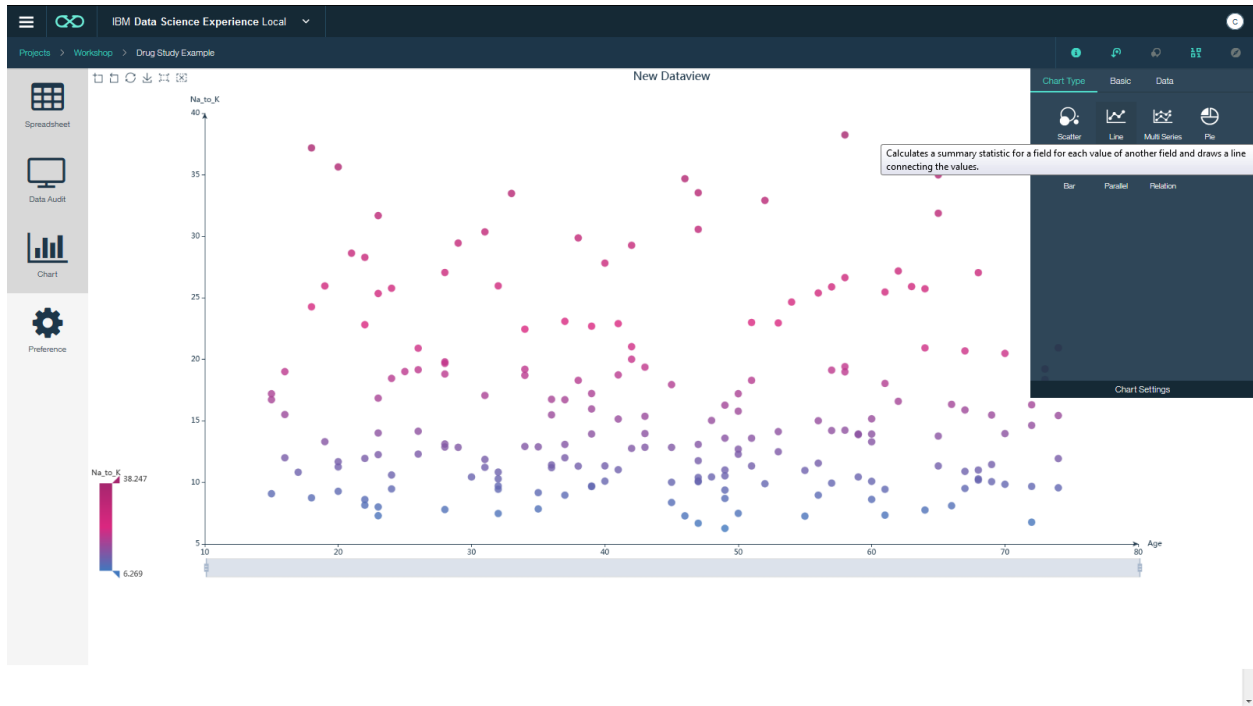 IBM Data Science Experience Local
C
Projects > Workshop > Drug Study Example
Spreadsheet
Data Audit
Chart
Preference
New Dataview
Na_to_K
40
35
30
25
20
15
10
5
10
20
30
40
50
60
70
80
Age
Na_to_K
38.247
6.269
Chart Type Basic Data
Scatter Line Multi Series Pie
Calculates a summary statistic for a field for each value of another field and draws a line
connecting the values.
Bar Parallel Relation
Chart Settings